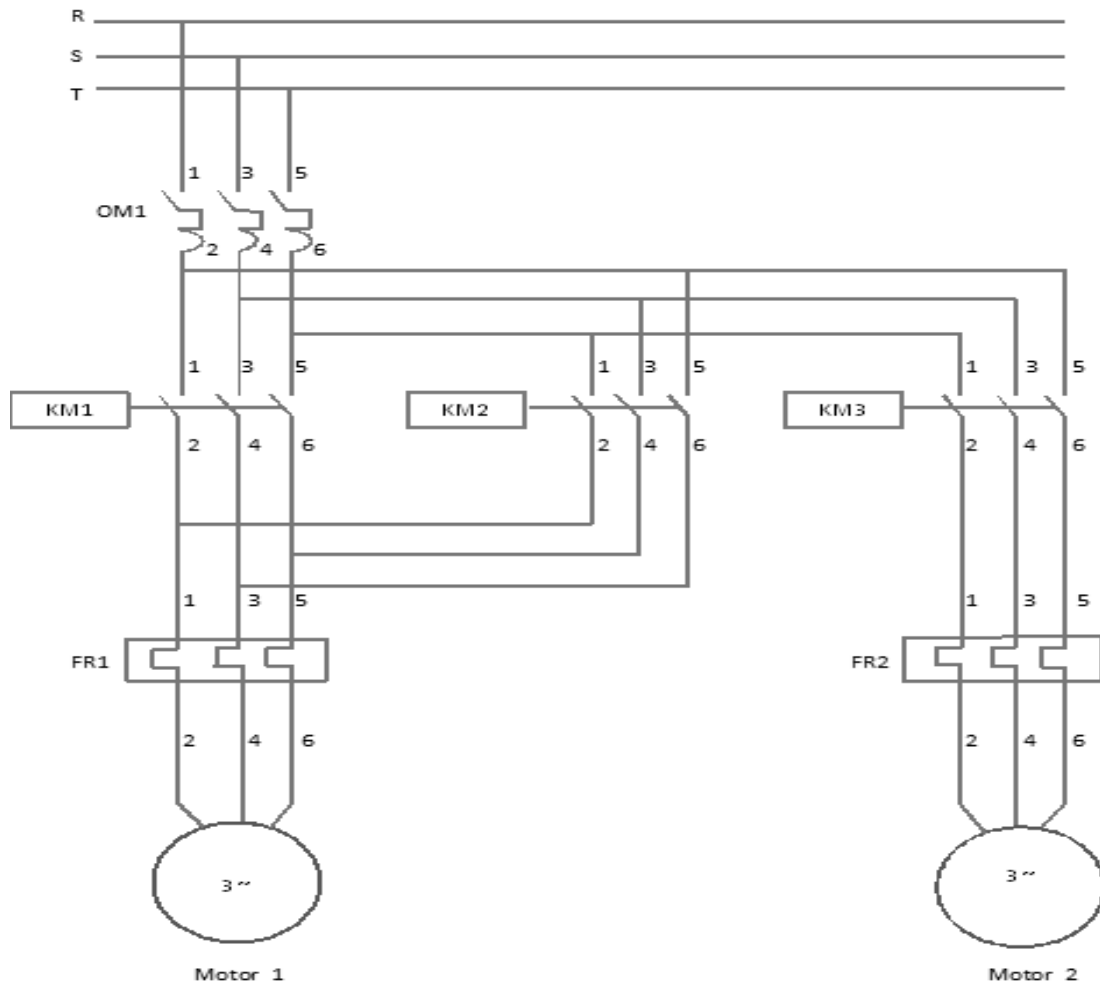 R
S
T
1 3 5
OM1
2 4 6
1 3 5 1 3 5 1 3 5
KM1 KM2 KM3
2 4 6 2 4 6 2 4 6
1 3 5 1 3 5
FR1 FR2
2 4 6 2 4 6
3~ 3~
Motor 1 Motor 2